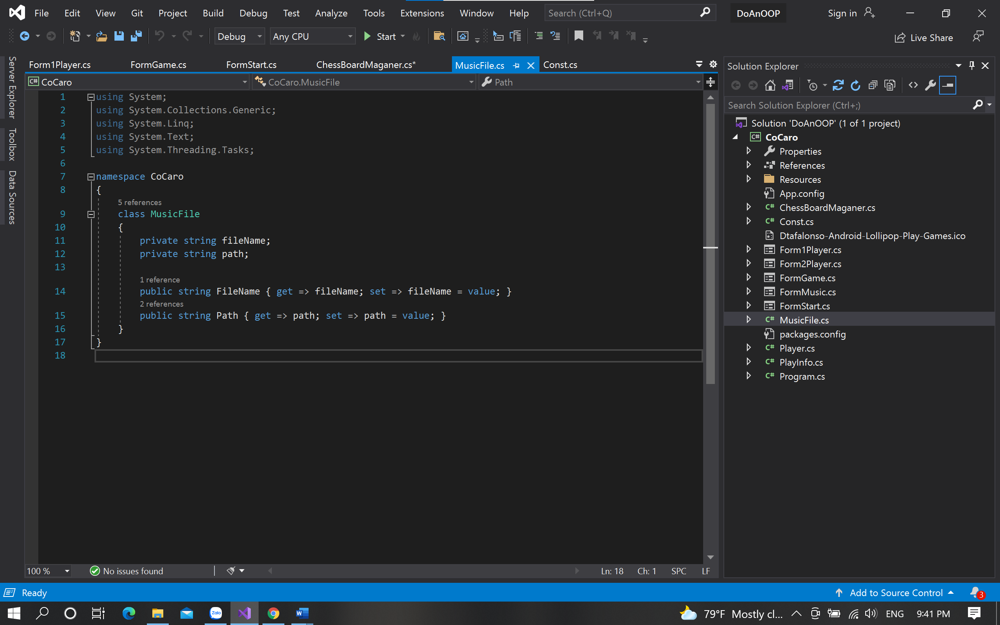 File Edit View Git Project Build Debug Test Analyze Tools Extensions Window Help Search (Ctrl+Q) DoAnOOP Sign in
Debug Any CPU Start Live Share
Server Explorer
Toolbox
Data Sources
Form1Player.cs FormGame.cs FormStart.cs ChessBoardMaganer.cs* MusicFile.cs Const.cs
C# CoCaro CoCaro.MusicFile Path
1 using System;
2 using System.Collections.Generic;
3 using System.Linq;
4 using System.Text;
5 using System.Threading.Tasks;
6
7 namespace CoCaro
8 {
5 references
9 class MusicFile
10 {
11 private string fileName;
12 private string path;
13
1 reference
14 public string FileName { get => fileName; set => fileName = value; }
2 references
15 public string Path { get => path; set => path = value; }
16 }
17 }
18
100 % No issues found Ln: 18 Ch: 1 SPC LF
Solution Explorer
Search Solution Explorer (Ctrl+;)
Solution 'DoAnOOP' (1 of 1 project)
C# CoCaro
Properties
References
Resources
App.config
C# ChessBoardMaganer.cs
C# Const.cs
Dtafalonso-Android-Lollipop-Play-Games.ico
Form1Player.cs
Form2Player.cs
FormGame.cs
FormMusic.cs
FormStart.cs
C# MusicFile.cs
packages.config
C# Player.cs
C# PlayInfo.cs
C# Program.cs
Ready Add to Source Control 3
Zalo W 79°F Mostly cl... ENG 9:41 PM